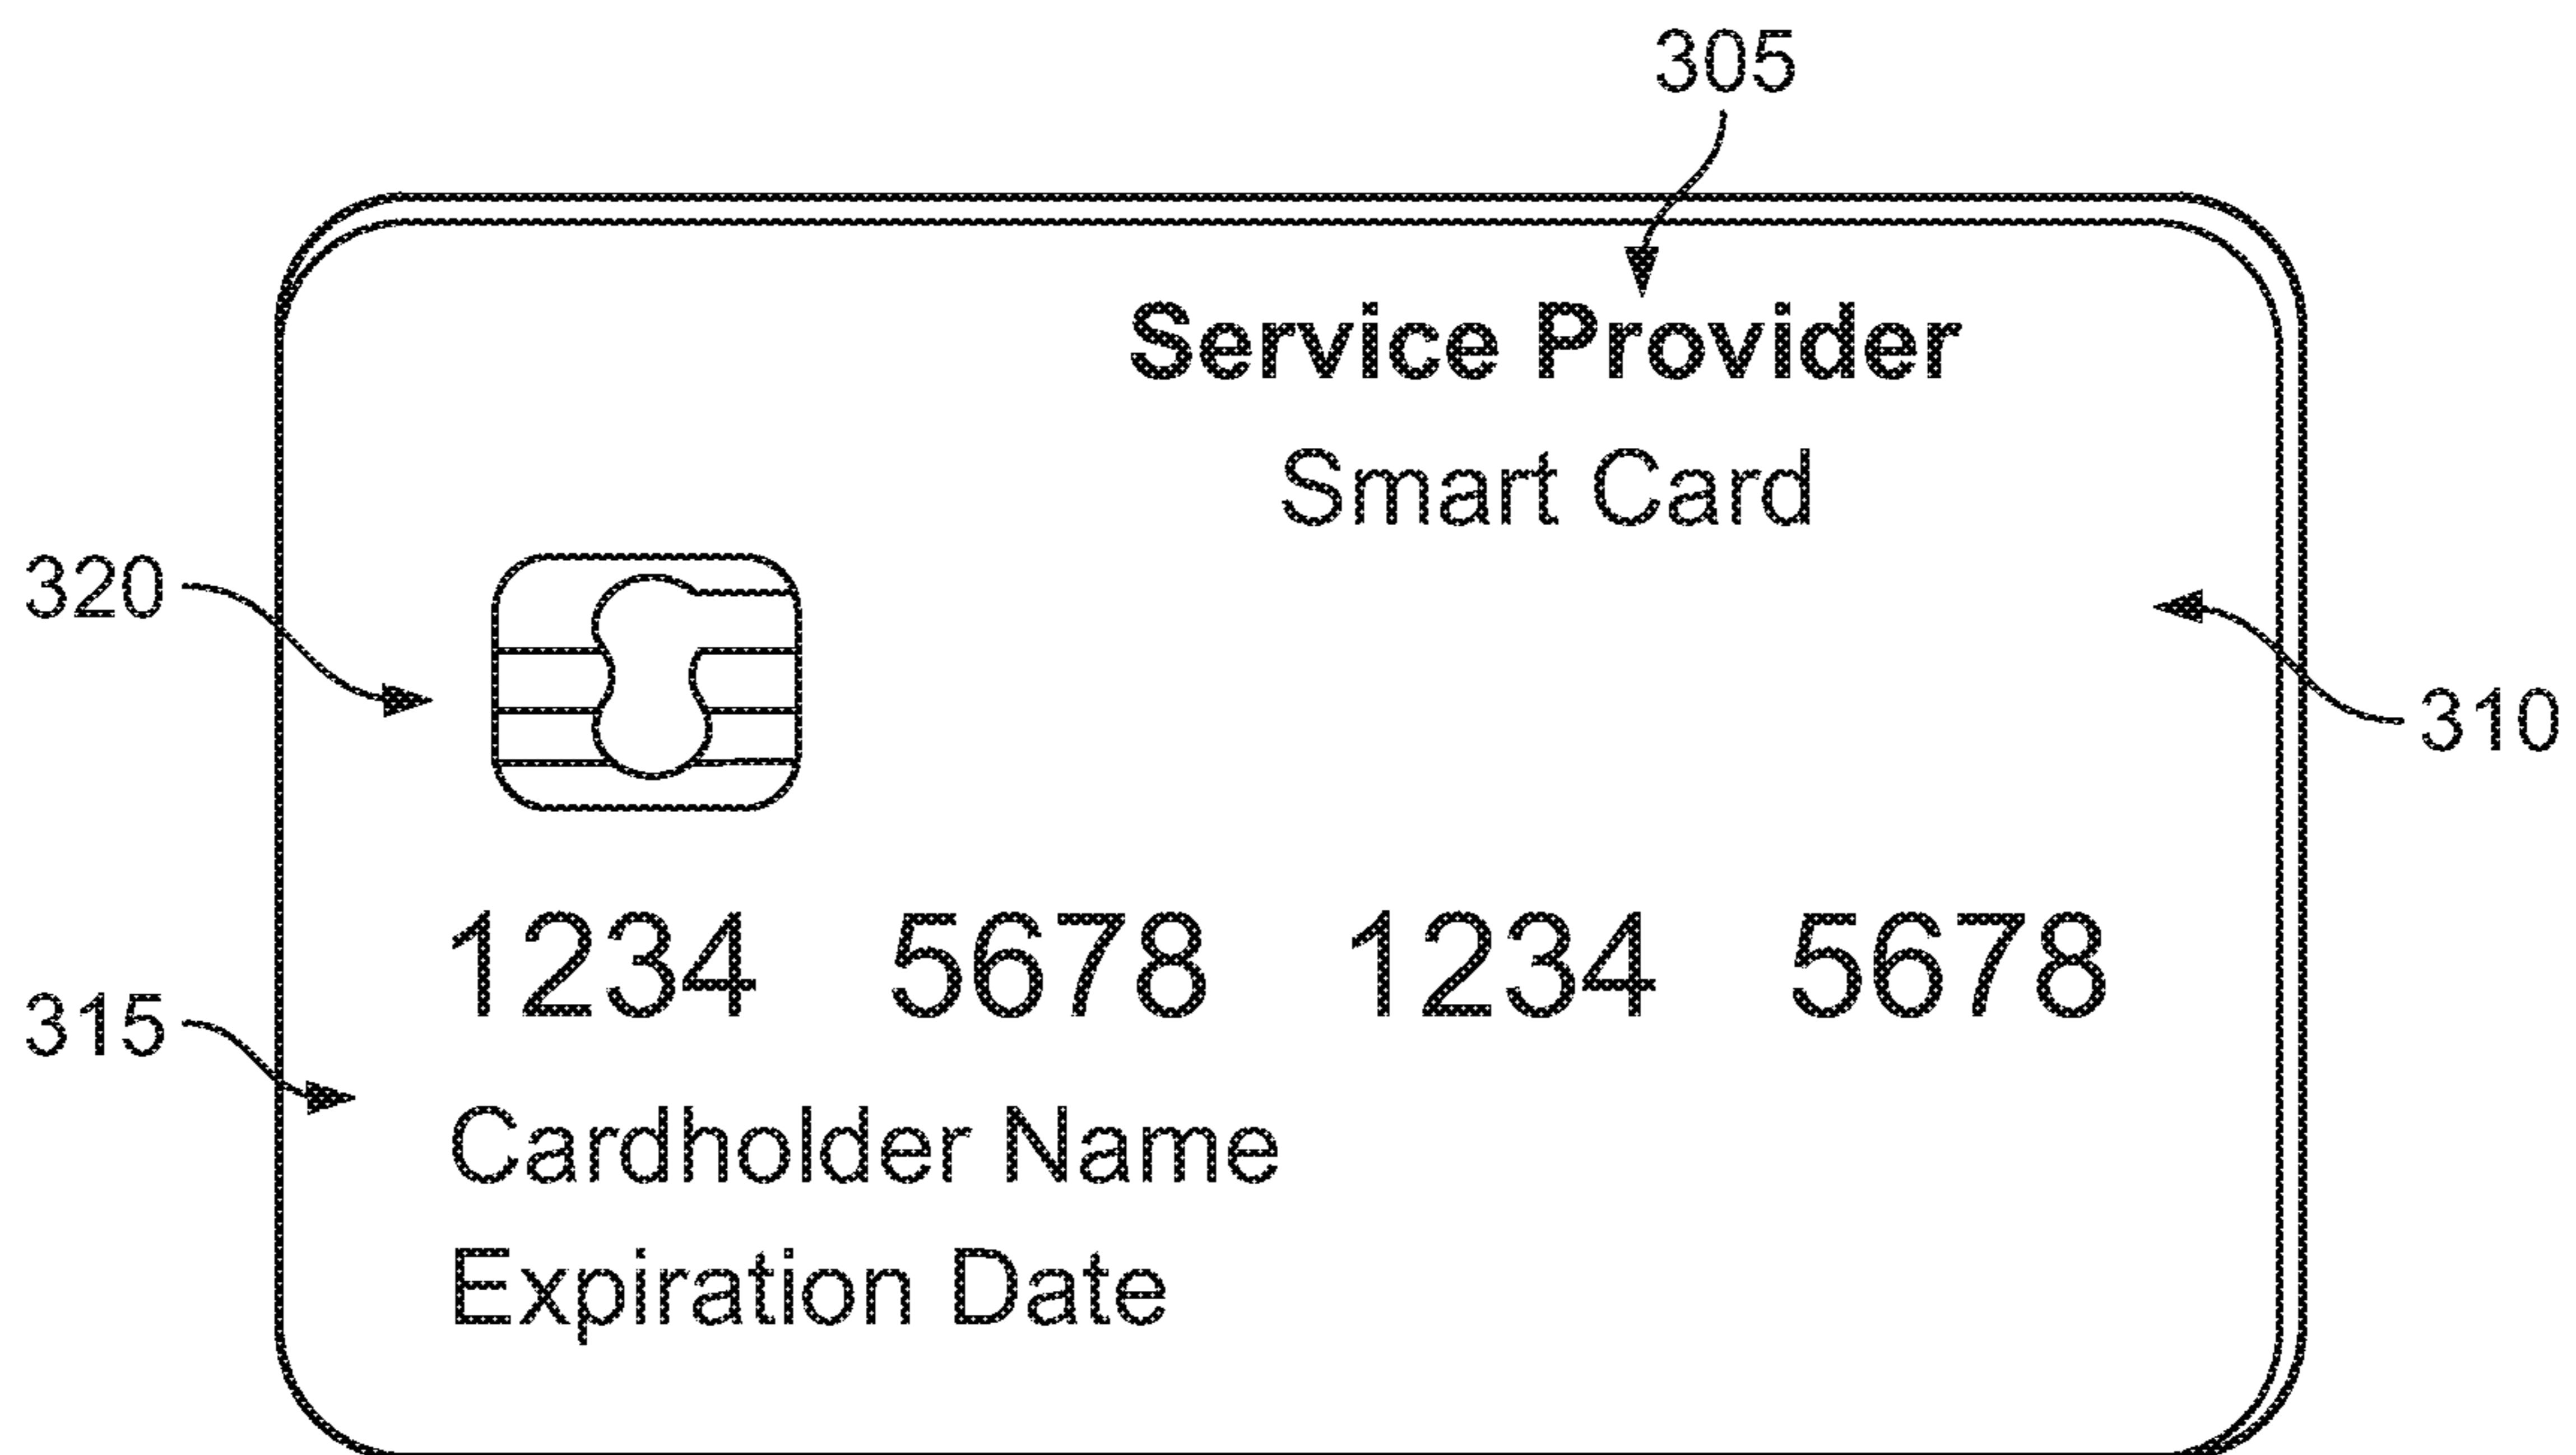 305
Service Provider
Smart Card
320
310
1234 5678 1234 5678
315
Cardholder Name
Expiration Date